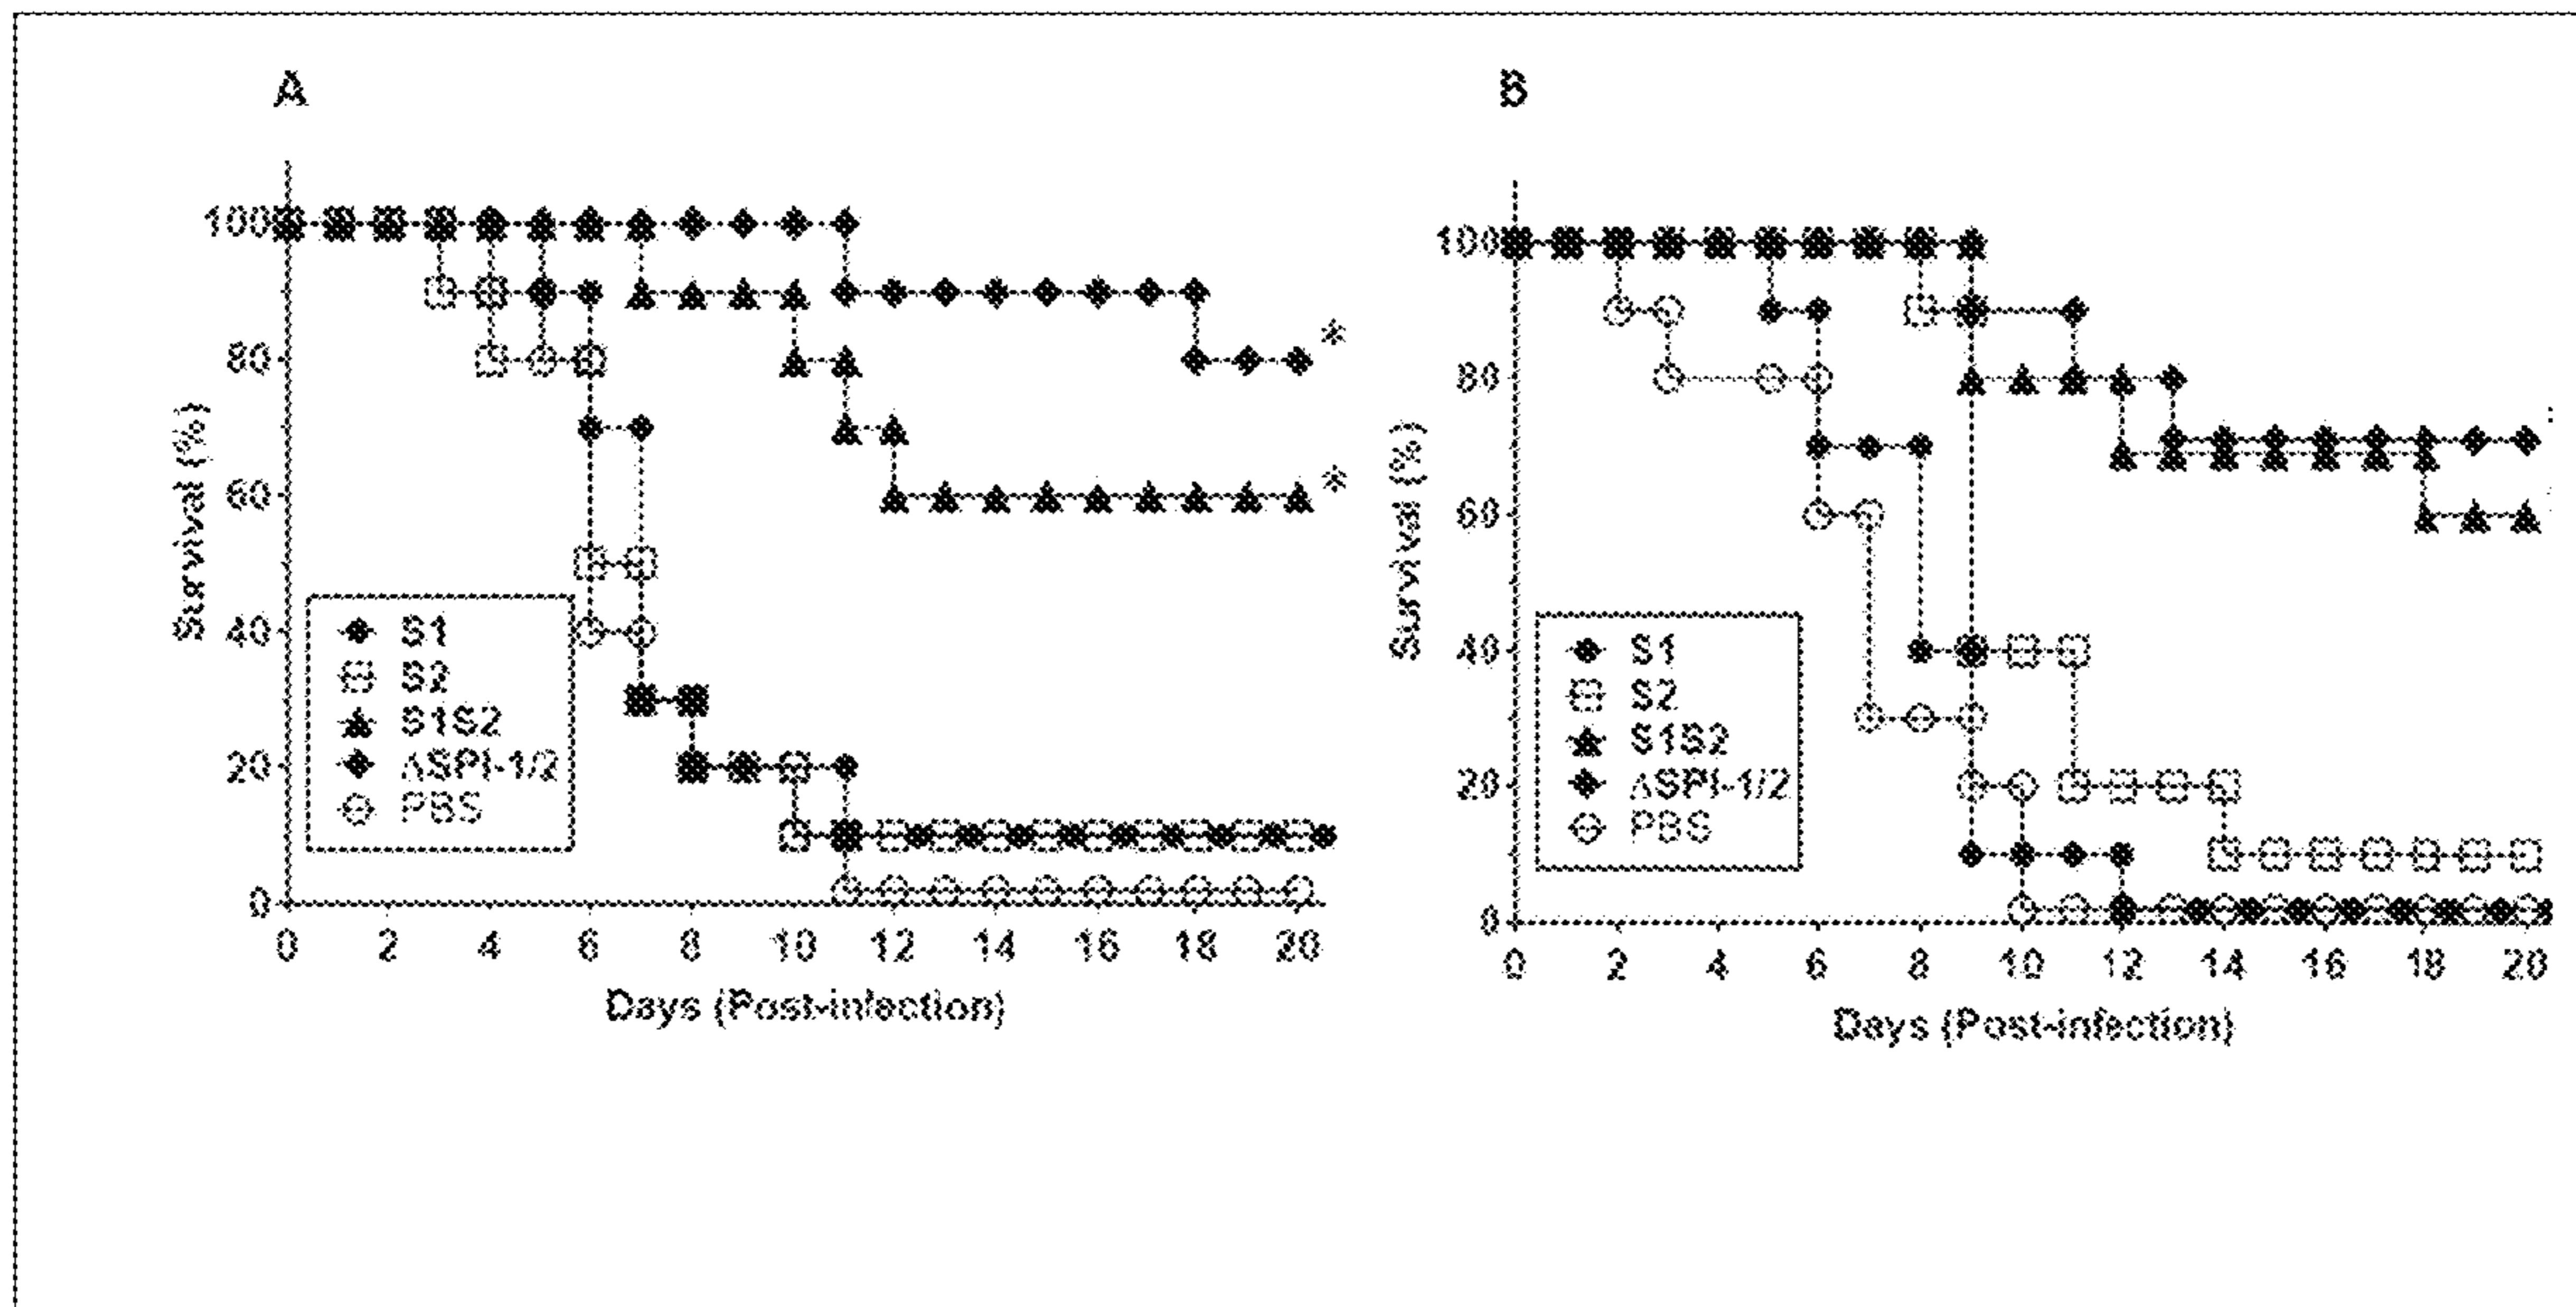 A
100
80
60
40
20
0
Survival (%)
S1
S2
S1S2
ΔSPI-1/2
PBS
*
*
0 2 4 6 8 10 12 14 16 18 20
Days (Post-infection)
B
100
80
60
40
20
0
Survival (%)
S1
S2
S1S2
ΔSPI-1/2
PBS
0 2 4 6 8 10 12 14 16 18 20
Days (Post-infection)